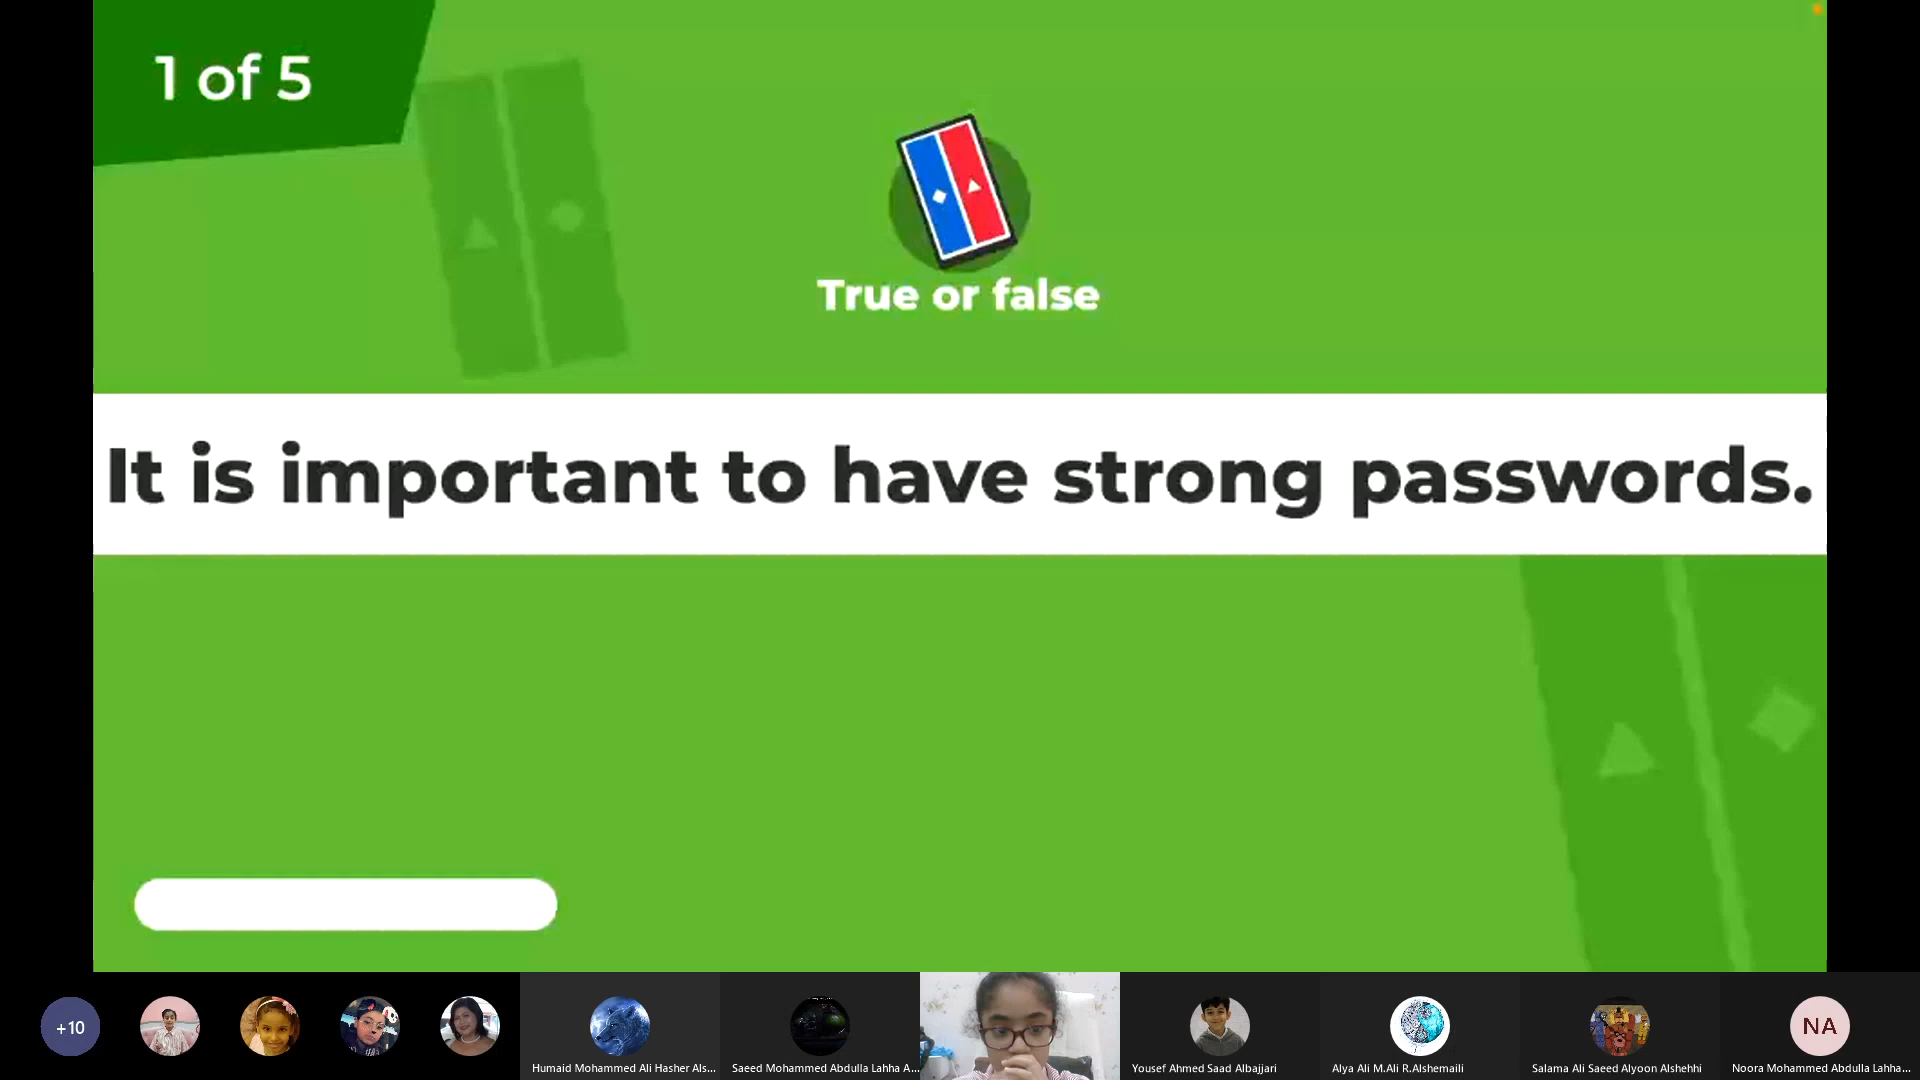 1 of 5
True or false
It is important to have strong passwords.
+10
Humaid Mohammed Ali Hasher Als...
Saeed Mohammed Abdulla Lahha A...
Yousef Ahmed Saad Albajjari
Alya Ali M.Ali R.Alshemaili
Salama Ali Saeed Alyoon Alshehhi
NA
Noora Mohammed Abdulla Lahha...